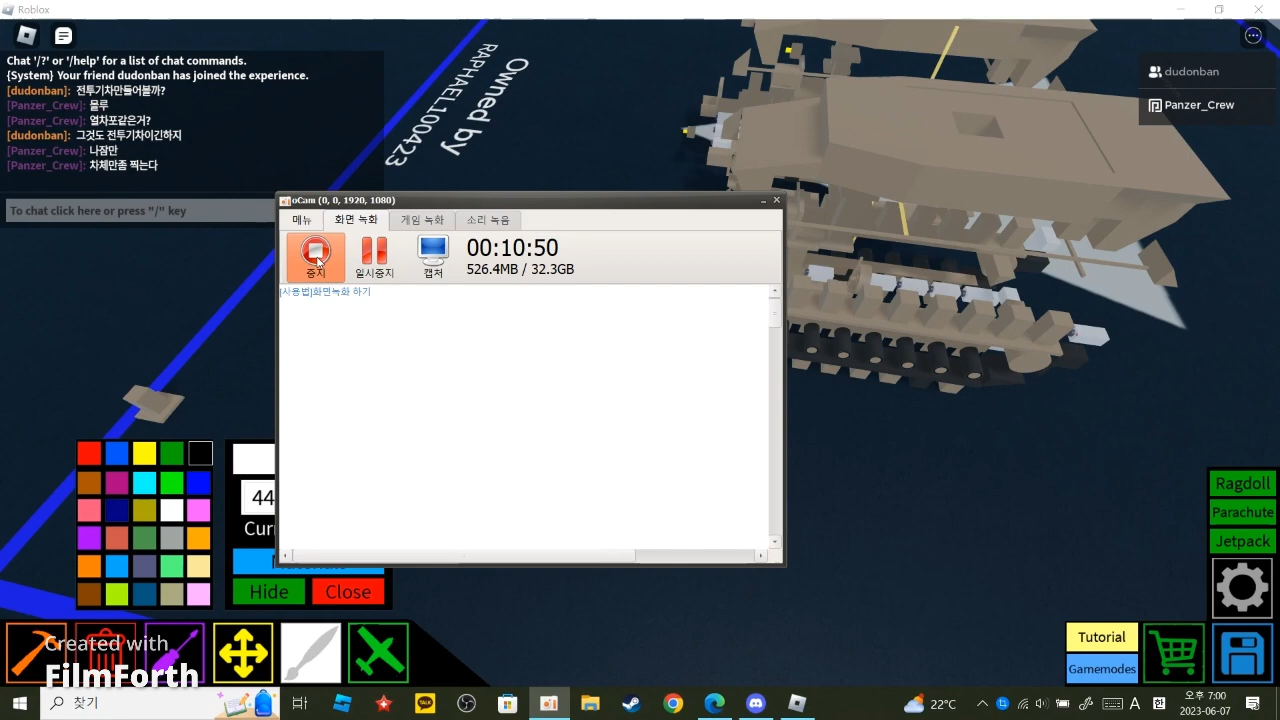 Roblox
Chat '/?' or '/help' for a list of chat commands.
{System} Your friend dudonban has joined the experience.
[dudonban]: 전투기차만들어볼까?
[Panzer_Crew]: 몰루
[Panzer_Crew]: 열차포같은거?
[dudonban]: 그것도 전투기차이긴하지
[Panzer_Crew]: 나잠만
[Panzer_Crew]: 차체만좀 찍는다
To chat click here or press "/" key
Owned by
RAPHAEL100423
dudonban
Panzer_Crew
oCam (0, 0, 1920, 1080)
메뉴
화면 녹화
게임 녹화
소리 녹음
중지
일시중지
캡처
00:10:50
526.4MB / 32.3GB
[사용법]화면녹화 하기
44
Curr
Hide
Close
Ragdoll
Parachute
Jetpack
Tutorial
Gamemodes
Created with
FilmForth
찾기
TALK
22°C
A
한
오후 7:00
2023-06-07